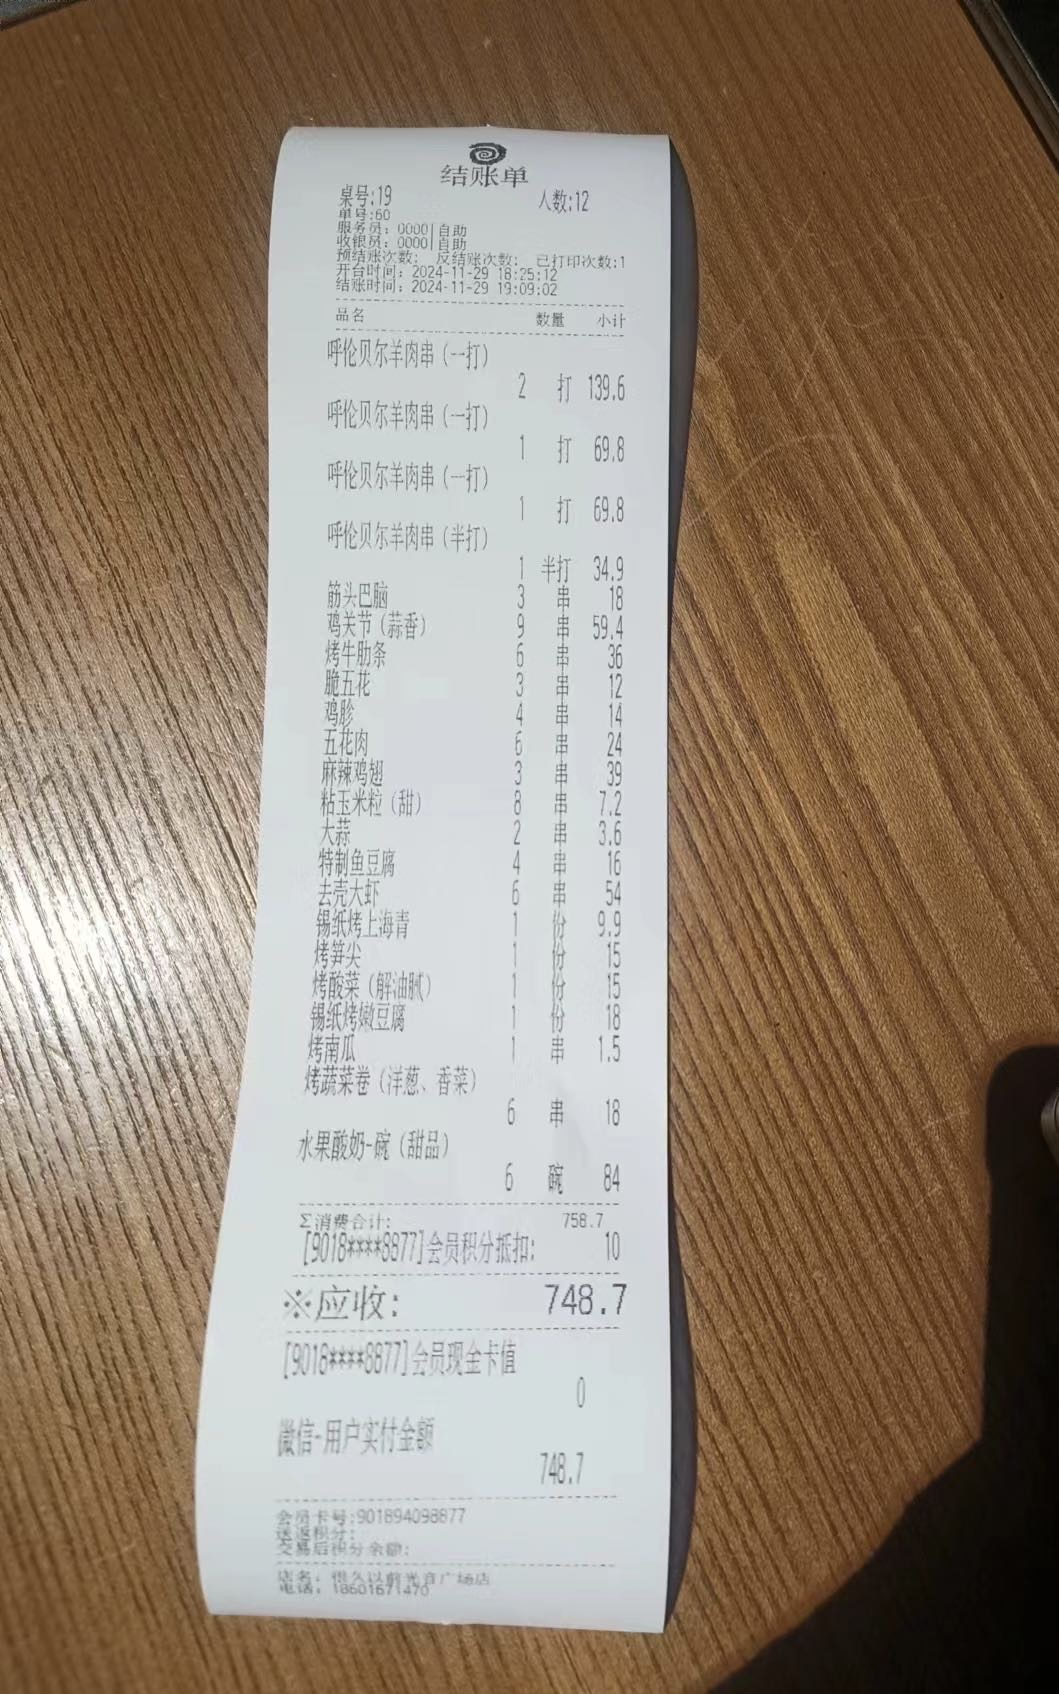 结账单
桌号:19 人数:12
单号:60
服务员: 0000|自助
收银员: 0000|自助
预结账次数: 反结账次数: 已打印次数:1
开台时间: 2024-11-29 18:25:12
结账时间: 2024-11-29 19:09:02
品名 数量 小计
呼伦贝尔羊肉串(一打)
2 打 139.6
呼伦贝尔羊肉串(一打)
1 打 69.8
呼伦贝尔羊肉串(一打)
1 打 69.8
呼伦贝尔羊肉串(半打)
1 半打 34.9
筋头巴脑 3 串 18
鸡关节(蒜香) 9 串 59.4
烤牛肋条 6 串 36
脆五花 3 串 12
鸡胗 4 串 14
五花肉 6 串 24
麻辣鸡翅 3 串 39
粘玉米粒(甜) 8 串 7.2
大蒜 2 串 3.6
特制鱼豆腐 4 串 16
去壳大虾 6 串 54
锡纸烤上海青 1 份 9.9
烤笋尖 1 份 15
烤酸菜(解油腻) 1 份 15
锡纸烤嫩豆腐 1 份 18
烤南瓜 1 串 1.5
烤蔬菜卷(洋葱、香菜)
6 串 18
水果酸奶-碗(甜品)
6 碗 84
Σ消费合计: 758.7
[9018****8877]会员积分抵扣: 10
※应收: 748.7
[9018****8877]会员现金卡值
0
微信-用户实付金额
748.7
会员卡号:901894098877
送返积分:
交易后积分余额:
店名: 很久以前光音广场店
电话: 18601671470